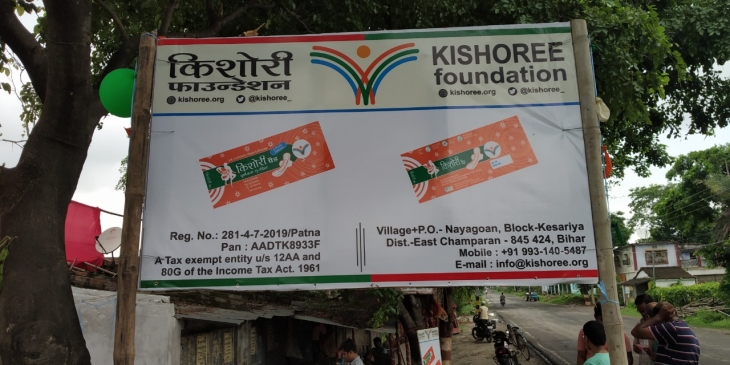 किशोरी
फाउन्डेशन
kishoree.org @kishoree_
KISHOREE
foundation
kishoree.org @kishoree_
किशोरी
किशोरी
Reg. No.: 281-4-7-2019/Patna
Pan : AADTK8933F
A Tax exempt entity u/s 12AA and
80G of the Income Tax Act. 1961
Village+P.O.- Nayagoan, Block-Kesariya
Dist.-East Champaran - 845 424, Bihar
Mobile : +91 993-140-5487
E-mail : info@kishoree.org